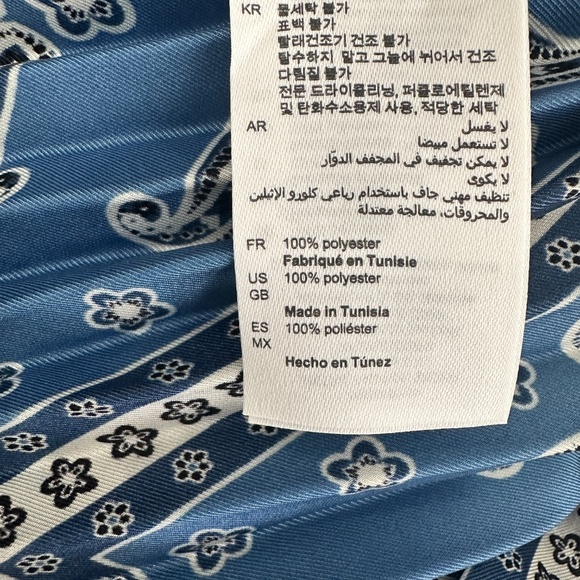 KR 물세탁 불가
표백 불가
빨래건조기 건조 불가
탈수하지 말고 그늘에 뉘어서 건조
다림질 불가
전문 드라이클리닝, 퍼클로에틸렌제
및 탄화수소용제 사용, 적당한 세탁
AR لا يغسل
لا تستعمل مبيضا
لا يمكن تجفيف في المجفف الدوّار
لا يكوى
تنظيف مهني جاف باستخدام رباعي كلورو الإثيلين
والمحروقات، معالجة معتدلة
FR 100% polyester
Fabriqué en Tunisie
US 100% polyester
GB
Made in Tunisia
ES 100% poliéster
MX
Hecho en Túnez